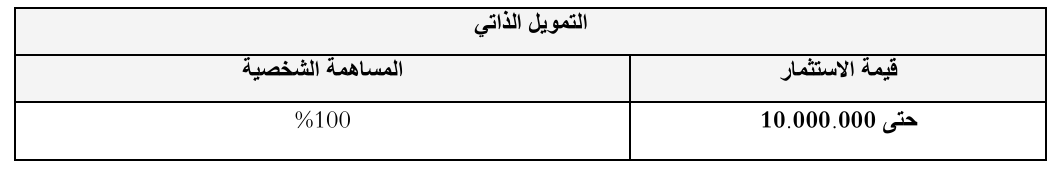 التمويل الذاتي
قيمة الاستثمار
المساهمة الشخصية
حتى 10.000.000
%100